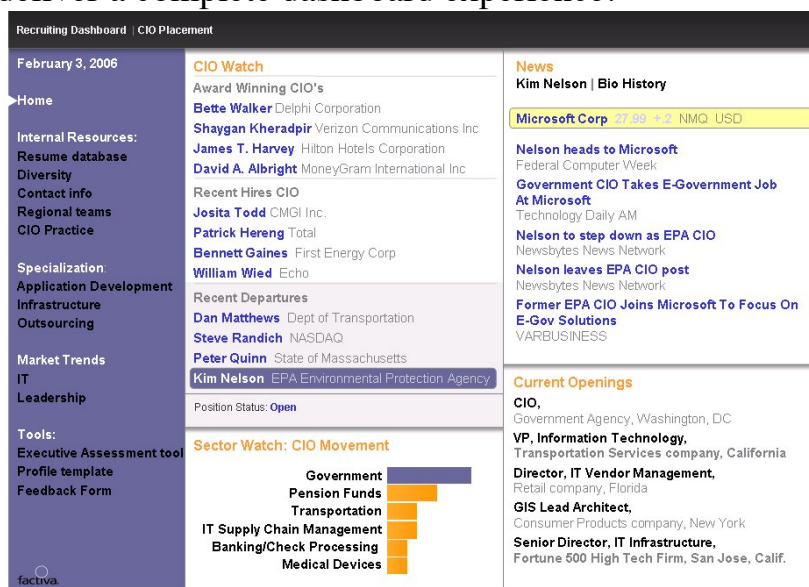 deliver a complete dashboard experience.
Recruiting Dashboard | CIO Placement
February 3, 2006
Home
Internal Resources:
Resume database
Diversity
Contact info
Regional teams
CIO Practice
Specialization:
Application Development
Infrastructure
Outsourcing
Market Trends
IT
Leadership
Tools:
Executive Assessment tool
Profile template
Feedback Form
factiva.
CIO Watch
Award Winning CIO's
Bette Walker Delphi Corporation
Shaygan Kheradpir Verizon Communications Inc
James T. Harvey Hilton Hotels Corporation
David A. Albright MoneyGram International Inc
Recent Hires CIO
Josita Todd CMGI Inc.
Patrick Hereng Total
Bennett Gaines First Energy Corp
William Wied Echo
Recent Departures
Dan Matthews Dept of Transportation
Steve Randich NASDAQ
Peter Quinn State of Massachusetts
Kim Nelson EPA Environmental Protection Agency
Position Status: Open
Sector Watch: CIO Movement
Government
Pension Funds
Transportation
IT Supply Chain Management
Banking/Check Processing
Medical Devices
News
Kim Nelson | Bio History
Microsoft Corp 27.99 +.2 NMQ USD
Nelson heads to Microsoft
Federal Computer Week
Government CIO Takes E-Government Job
At Microsoft
Technology Daily AM
Nelson to step down as EPA CIO
Newsbytes News Network
Nelson leaves EPA CIO post
Newsbytes News Network
Former EPA CIO Joins Microsoft To Focus On
E-Gov Solutions
VARBUSINESS
Current Openings
CIO,
Government Agency, Washington, DC
VP, Information Technology,
Transportation Services company, California
Director, IT Vendor Management,
Retail company, Florida
GIS Lead Architect,
Consumer Products company, New York
Senior Director, IT Infrastructure,
Fortune 500 High Tech Firm, San Jose, Calif.